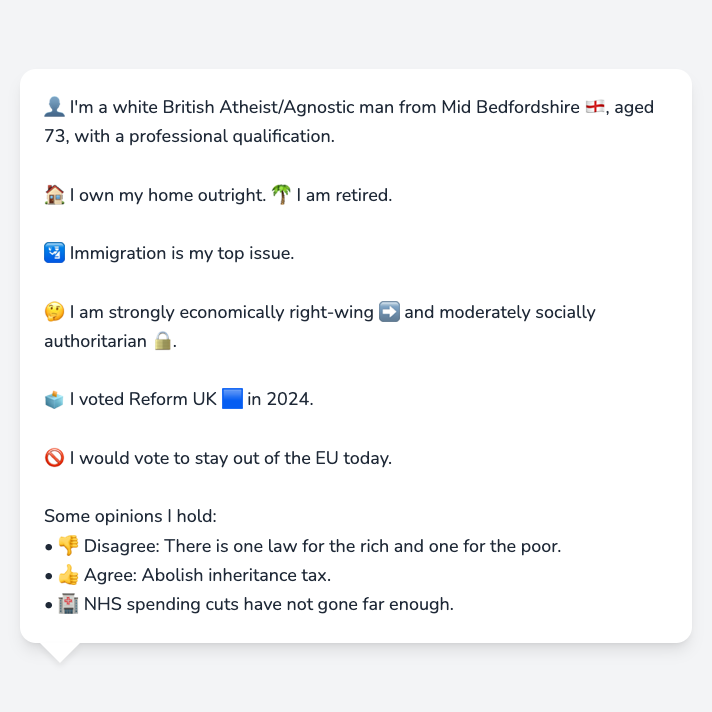 👤 I'm a white British Atheist/Agnostic man from Mid Bedfordshire 🏴󠁧󠁢󠁥󠁮󠁧󠁿, aged
73, with a professional qualification.
🏠 I own my home outright. 🌴 I am retired.
🛂 Immigration is my top issue.
🤔 I am strongly economically right-wing ➡️ and moderately socially
authoritarian 🔒.
🗳️ I voted Reform UK 🟦 in 2024.
🚫 I would vote to stay out of the EU today.
Some opinions I hold:
• 👎 Disagree: There is one law for the rich and one for the poor.
• 👍 Agree: Abolish inheritance tax.
• 🏥 NHS spending cuts have not gone far enough.